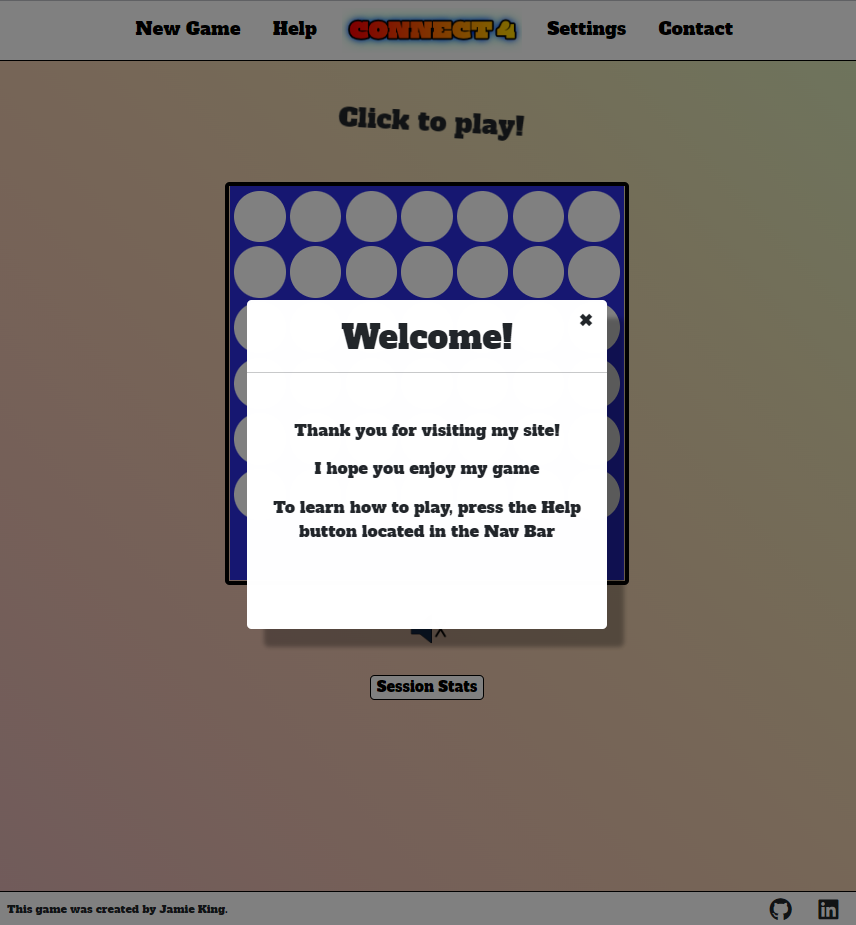 New Game Help CONNECT 4 Settings Contact
Click to play!
Welcome!
Thank you for visiting my site!
I hope you enjoy my game
To learn how to play, press the Help
button located in the Nav Bar
Session Stats
This game was created by Jamie King.